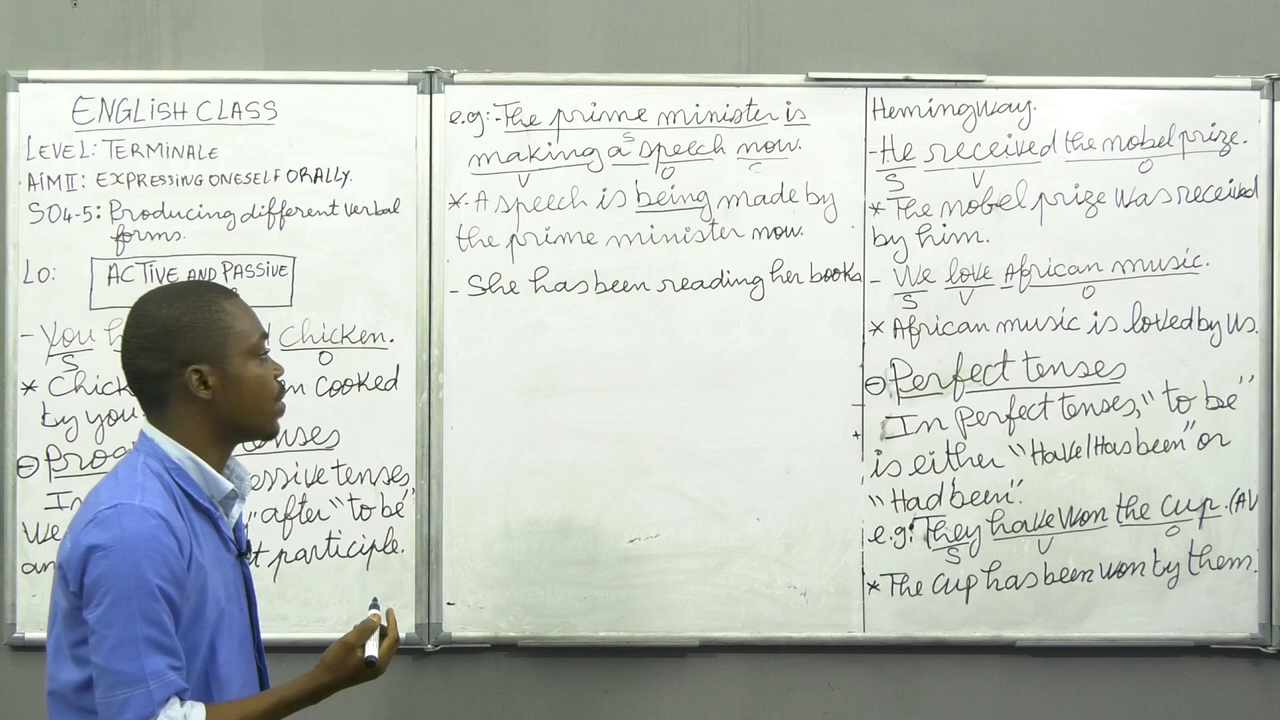 ENGLISH CLASS
LEVEL: TERMINALE
AIM II: EXPRESSING ONESELF ORALLY.
SO4-5: Producing different verbal
forms.
LO: ACTIVE AND PASSIVE
- You chicken.
S O
* cooked
by you
In essive tenses,
We "after "to be"
participle.
e.g:- The prime minister is
S
making a speech now.
V O C
*- A speech is being made by
the prime minister now.
- She has been reading her books
Hemingway.
- He received the nobel prize.
S V O
* The nobel prize was received
by him.
- We love African music.
S V O
* African music is loved by us.
⊖ Perfect tenses
In Perfect tenses, "to be"
is either "Have/Has been" or
"Had been".
e.g: They have won the cup. (AV
S V O
* The cup has been won by them.